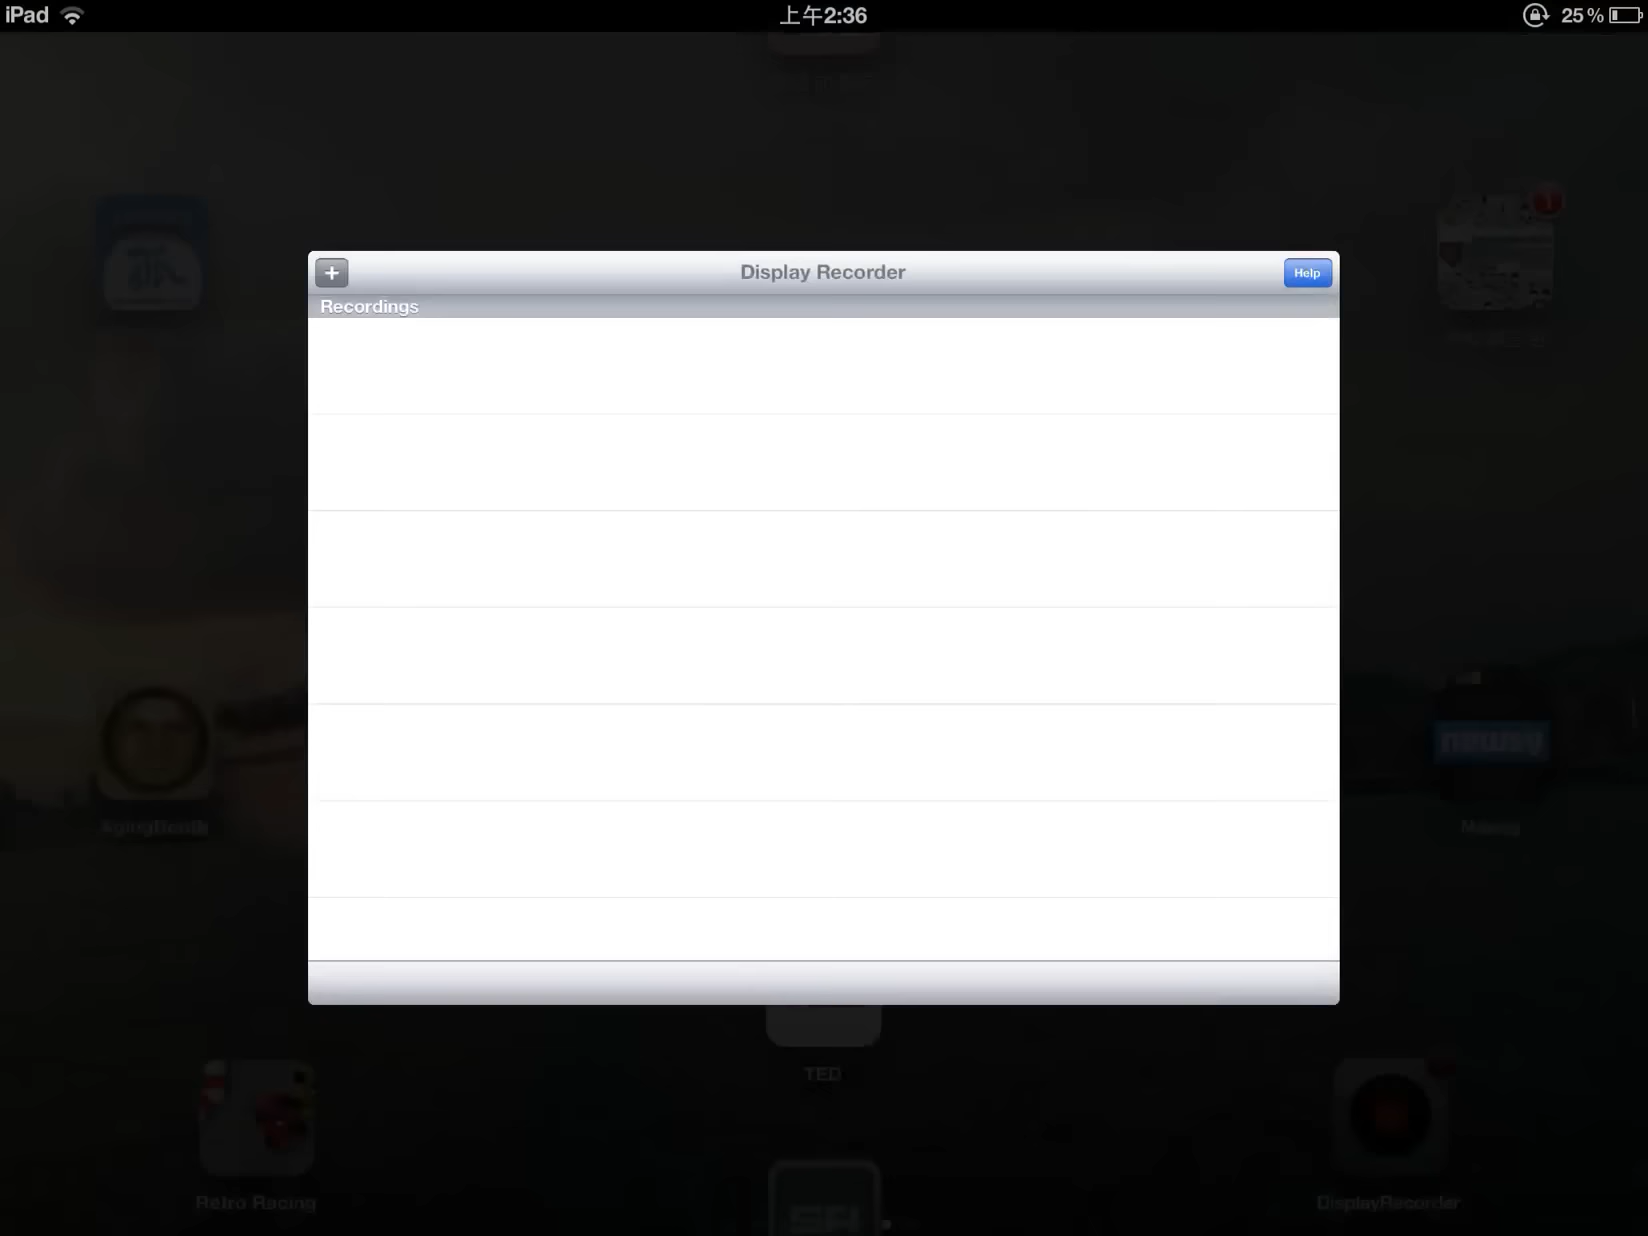 iPad
上午2:36
25%
Display Recorder
Help
Recordings
TED
Retro Racing
DisplayRecorder